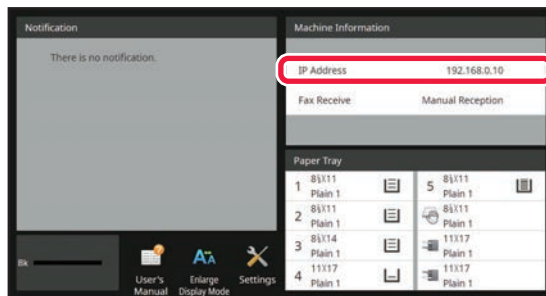 Notification
There is no notification.
Machine Information
IP Address 192.168.0.10
Fax Receive Manual Reception
Paper Tray
1 8½X11 Plain 1
2 8½X11 Plain 1
3 8½X14 Plain 1
4 11X17 Plain 1
5 8½X11 Plain 1
8½X11 Plain 1
11X17 Plain 1
11X17 Plain 1
Bk
User's Manual
Enlarge Display Mode
Settings